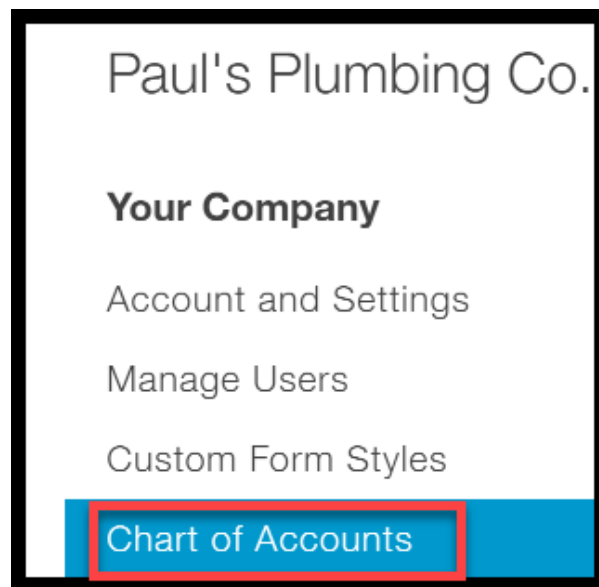 Paul's Plumbing Co.
Your Company
Account and Settings
Manage Users
Custom Form Styles
Chart of Accounts